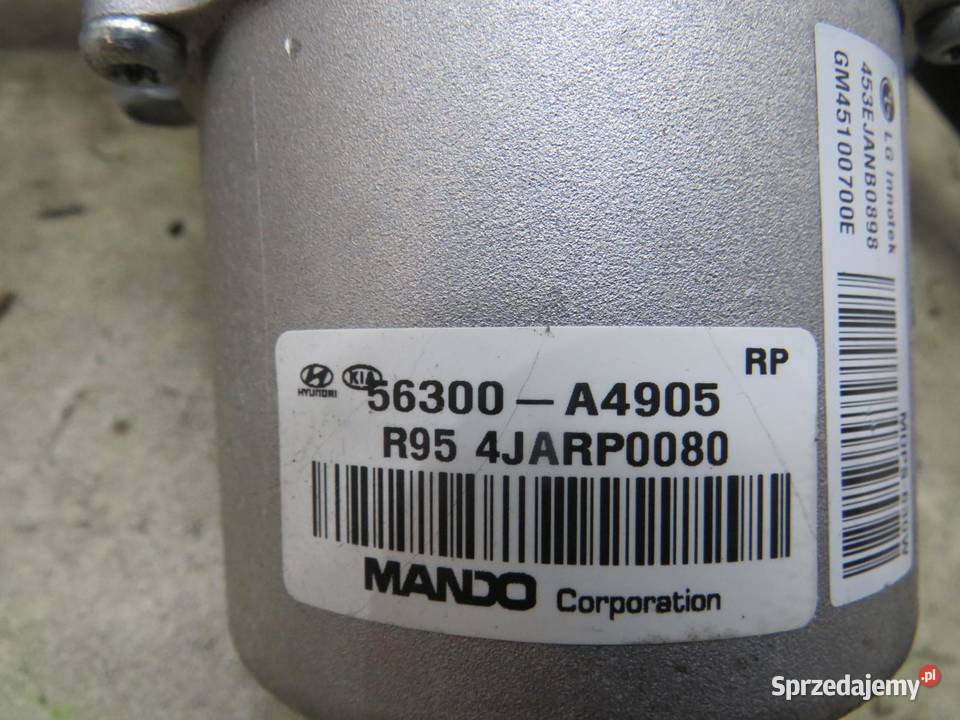 HYUNDAI
KIA
56300-A4905
RP
R95 4JARP0080
MANDO Corporation
LG Innotek
453EJANB0898
GM45100700E
Sprzedajemy.pl